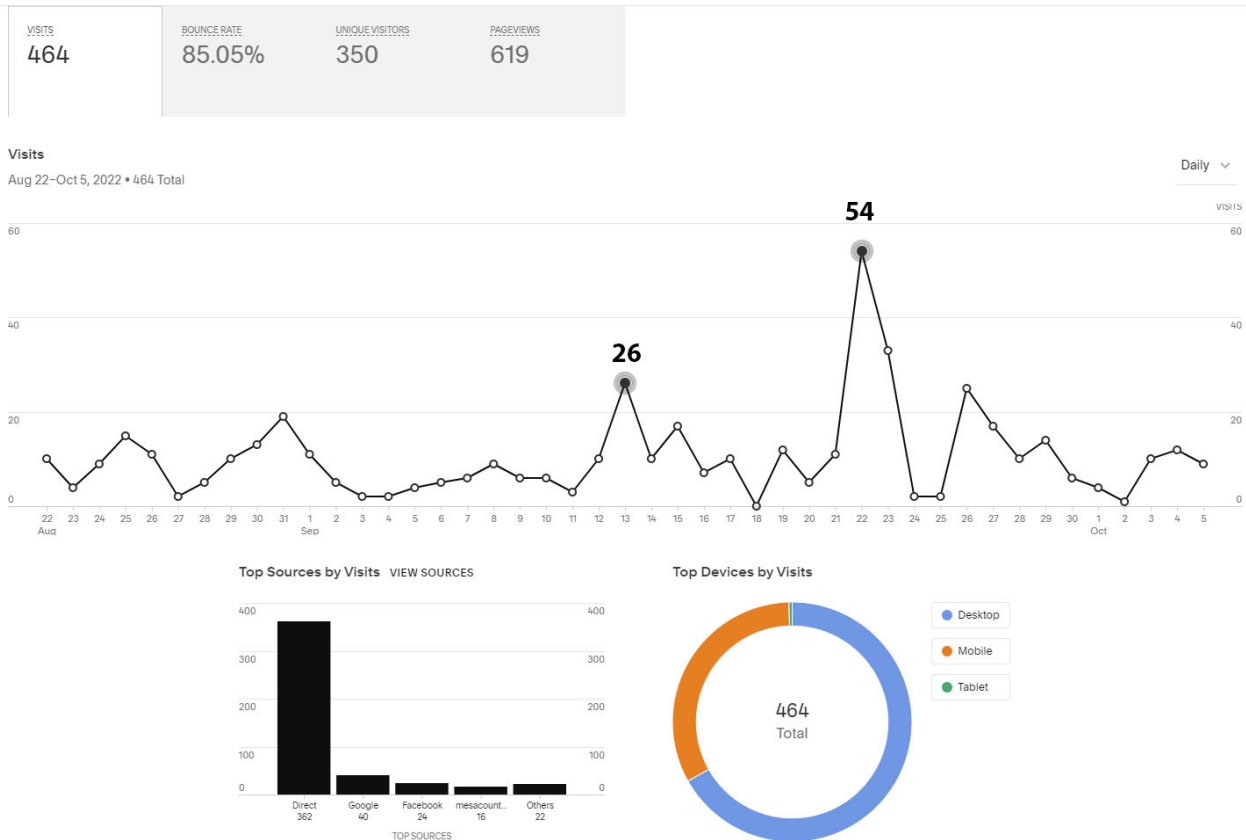 VISITS
464
BOUNCE RATE
85.05%
UNIQUE VISITORS
350
PAGEVIEWS
619
Visits
Aug 22–Oct 5, 2022 • 464 Total
Daily
54
VISITS
60 60
40 40
26
20 20
0 0
22 23 24 25 26 27 28 29 30 31 1 2 3 4 5 6 7 8 9 10 11 12 13 14 15 16 17 18 19 20 21 22 23 24 25 26 27 28 29 30 1 2 3 4 5
Aug Sep Oct
Top Sources by Visits VIEW SOURCES
400 400
300 300
200 200
100 100
0 0
Direct Google Facebook mesacount... Others
362 40 24 16 22
TOP SOURCES
Top Devices by Visits
464
Total
Desktop
Mobile
Tablet